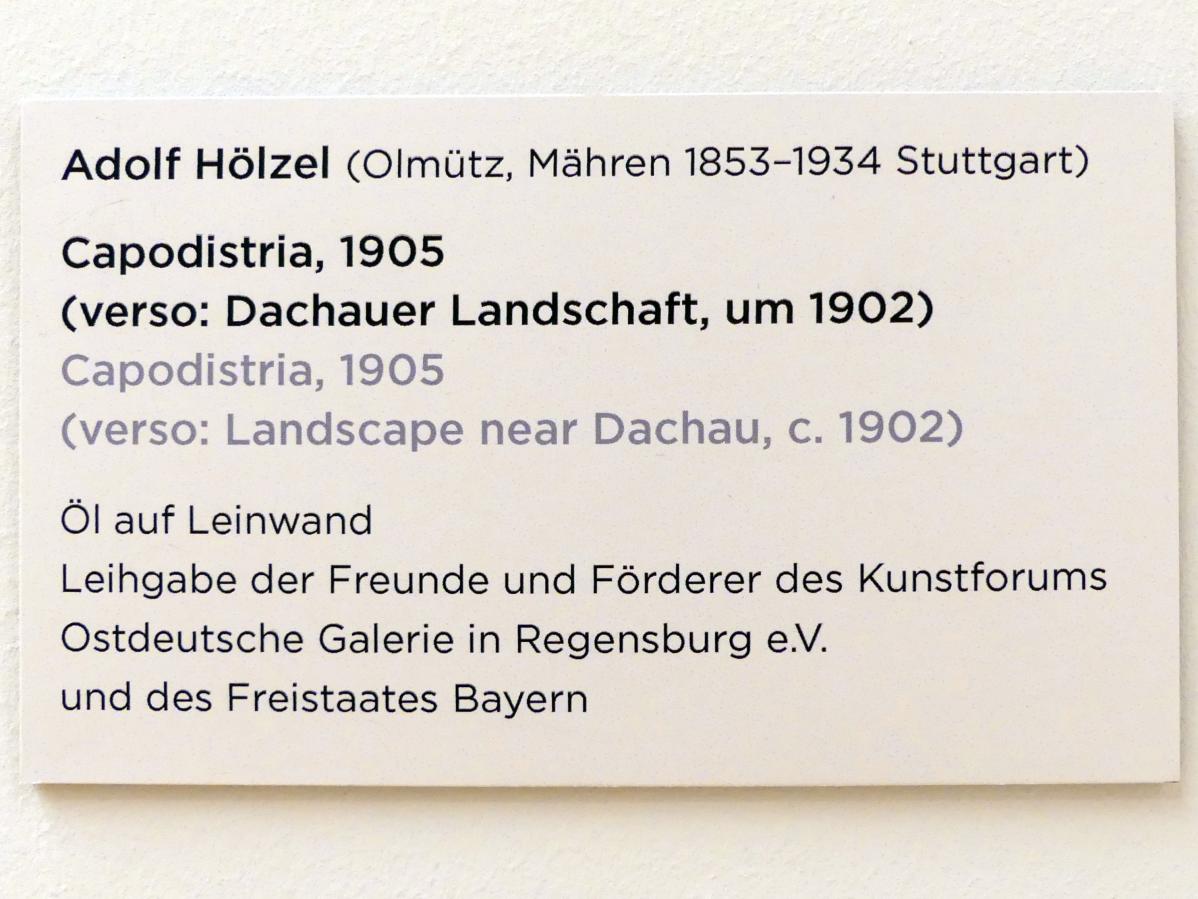 Adolf Hölzel (Olmütz, Mähren 1853–1934 Stuttgart)
Capodistria, 1905
(verso: Dachauer Landschaft, um 1902)
Capodistria, 1905
(verso: Landscape near Dachau, c. 1902)
Öl auf Leinwand
Leihgabe der Freunde und Förderer des Kunstforums
Ostdeutsche Galerie in Regensburg e.V.
und des Freistaates Bayern